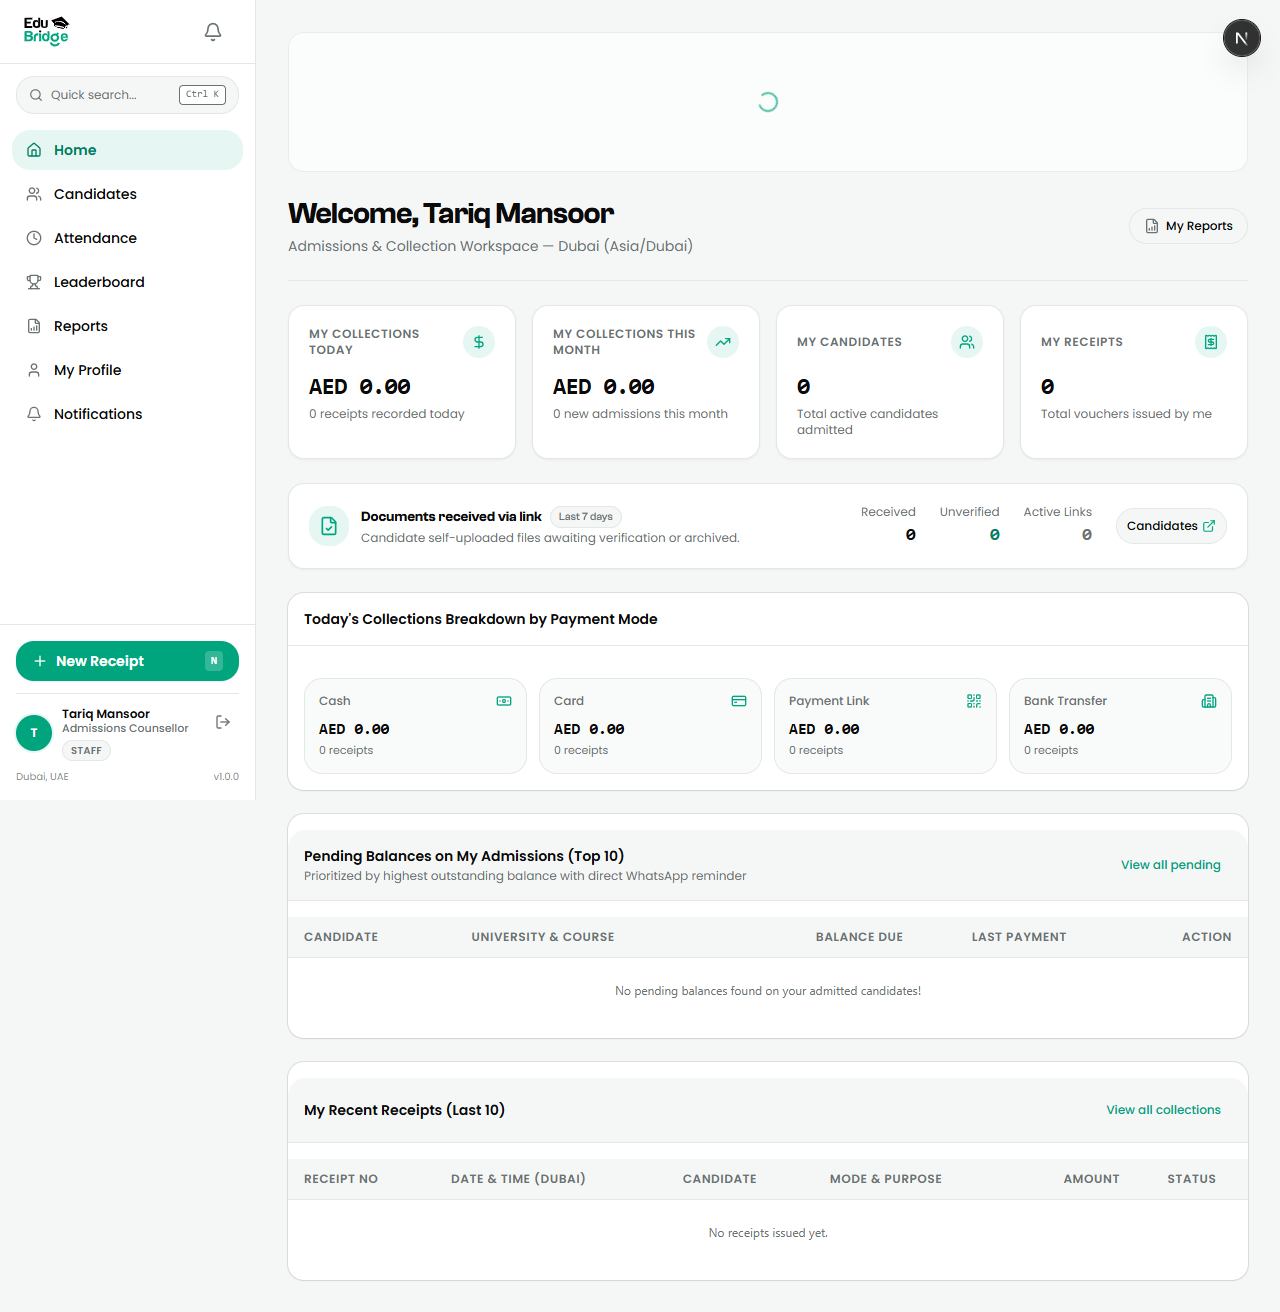 Edu
Bridge
Quick search...
Ctrl K
Home
Candidates
Attendance
Leaderboard
Reports
My Profile
Notifications
New Receipt
N
T
Tariq Mansoor
Admissions Counsellor
STAFF
Dubai, UAE
v1.0.0
N
Welcome, Tariq Mansoor
Admissions & Collection Workspace — Dubai (Asia/Dubai)
My Reports
MY COLLECTIONS
TODAY
AED 0.00
0 receipts recorded today
MY COLLECTIONS THIS
MONTH
AED 0.00
0 new admissions this month
MY CANDIDATES
0
Total active candidates
admitted
MY RECEIPTS
0
Total vouchers issued by me
Documents received via link
Last 7 days
Candidate self-uploaded files awaiting verification or archived.
Received
0
Unverified
0
Active Links
0
Candidates
Today's Collections Breakdown by Payment Mode
Cash
AED 0.00
0 receipts
Card
AED 0.00
0 receipts
Payment Link
AED 0.00
0 receipts
Bank Transfer
AED 0.00
0 receipts
Pending Balances on My Admissions (Top 10)
Prioritized by highest outstanding balance with direct WhatsApp reminder
View all pending
CANDIDATE UNIVERSITY & COURSE BALANCE DUE LAST PAYMENT ACTION
No pending balances found on your admitted candidates!
My Recent Receipts (Last 10)
View all collections
RECEIPT NO DATE & TIME (DUBAI) CANDIDATE MODE & PURPOSE AMOUNT STATUS
No receipts issued yet.